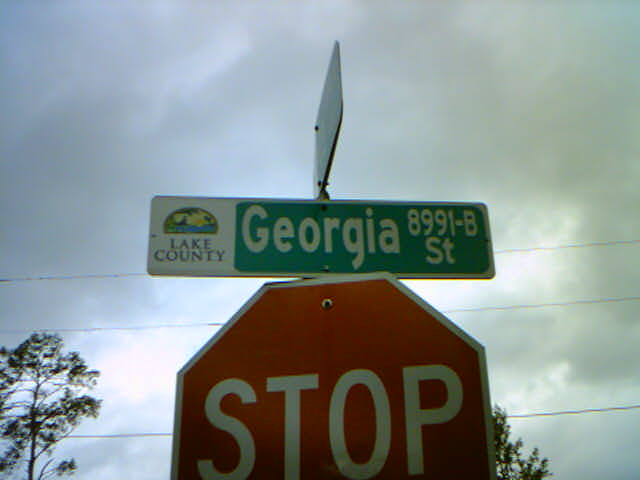 LAKE
COUNTY
Georgia 8991-B
St
STOP